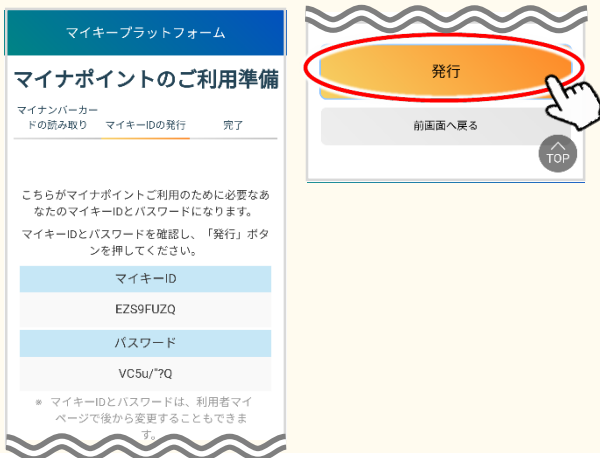 マイキープラットフォーム
マイナポイントのご利用準備
マイナンバーカー
ドの読み取り
マイキーIDの発行
完了
こちらがマイナポイントご利用のために必要なあ
なたのマイキーIDとパスワードになります。
マイキーIDとパスワードを確認し、「発行」ボタ
ンを押してください。
マイキーID
EZS9FUZQ
パスワード
VC5u/"?Q
※ マイキーIDとパスワードは、利用者マイ
ページで後から変更することもできま
す。
発行
前画面へ戻る
TOP